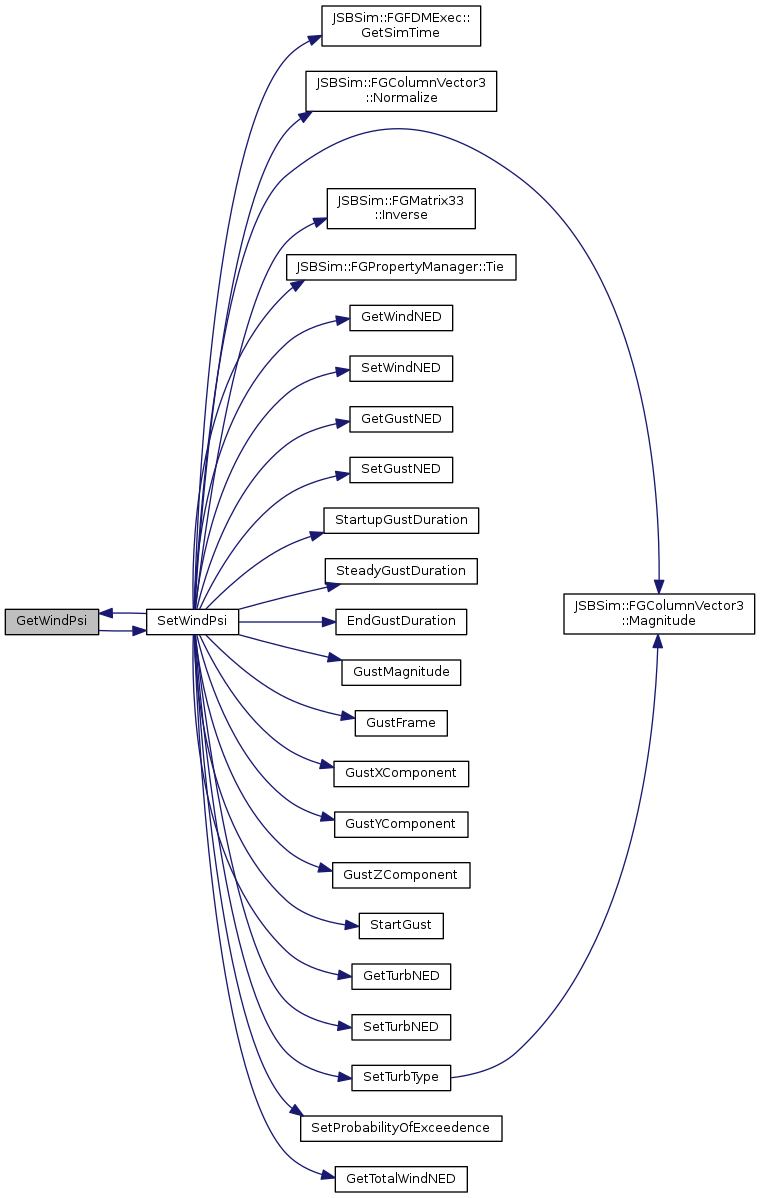 JSBSim::FGFDMExec::
GetSimTime
JSBSim::FGColumnVector3
::Normalize
JSBSim::FGMatrix33
::Inverse
JSBSim::FGPropertyManager::Tie
GetWindNED
SetWindNED
GetGustNED
SetGustNED
StartupGustDuration
SteadyGustDuration
JSBSim::FGColumnVector3
::Magnitude
GetWindPsi
SetWindPsi
EndGustDuration
GustMagnitude
GustFrame
GustXComponent
GustYComponent
GustZComponent
StartGust
GetTurbNED
SetTurbNED
SetTurbType
SetProbabilityOfExceedence
GetTotalWindNED